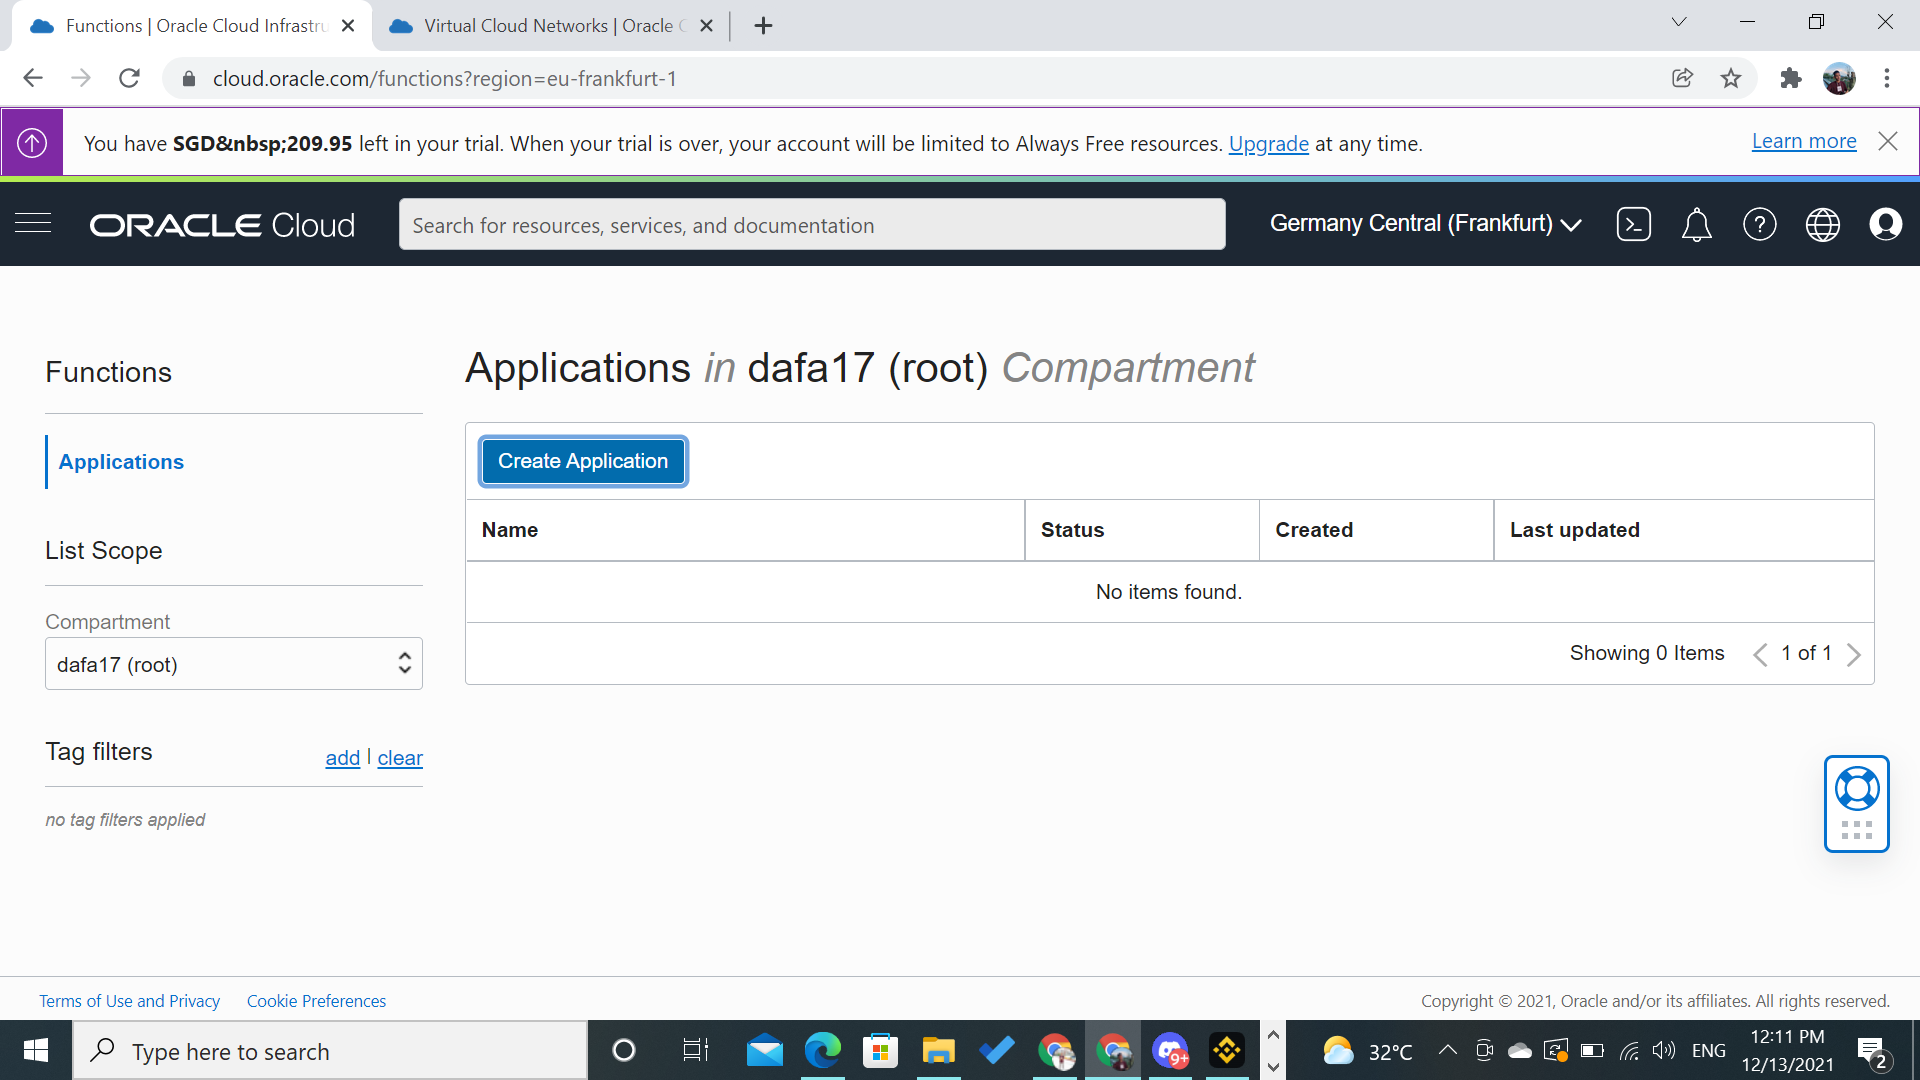 Functions | Oracle Cloud Infrastru
Virtual Cloud Networks | Oracle C
cloud.oracle.com/functions?region=eu-frankfurt-1
You have SGD&nbsp;209.95 left in your trial. When your trial is over, your account will be limited to Always Free resources. Upgrade at any time.
Learn more
ORACLE Cloud
Search for resources, services, and documentation
Germany Central (Frankfurt)
Functions
Applications
List Scope
Compartment
dafa17 (root)
Tag filters
add | clear
no tag filters applied
Applications in dafa17 (root) Compartment
Create Application
Name Status Created Last updated
No items found.
Showing 0 Items 1 of 1
Terms of Use and Privacy Cookie Preferences
Copyright © 2021, Oracle and/or its affiliates. All rights reserved.
Type here to search
9+
32°C
ENG
12:11 PM
12/13/2021
2